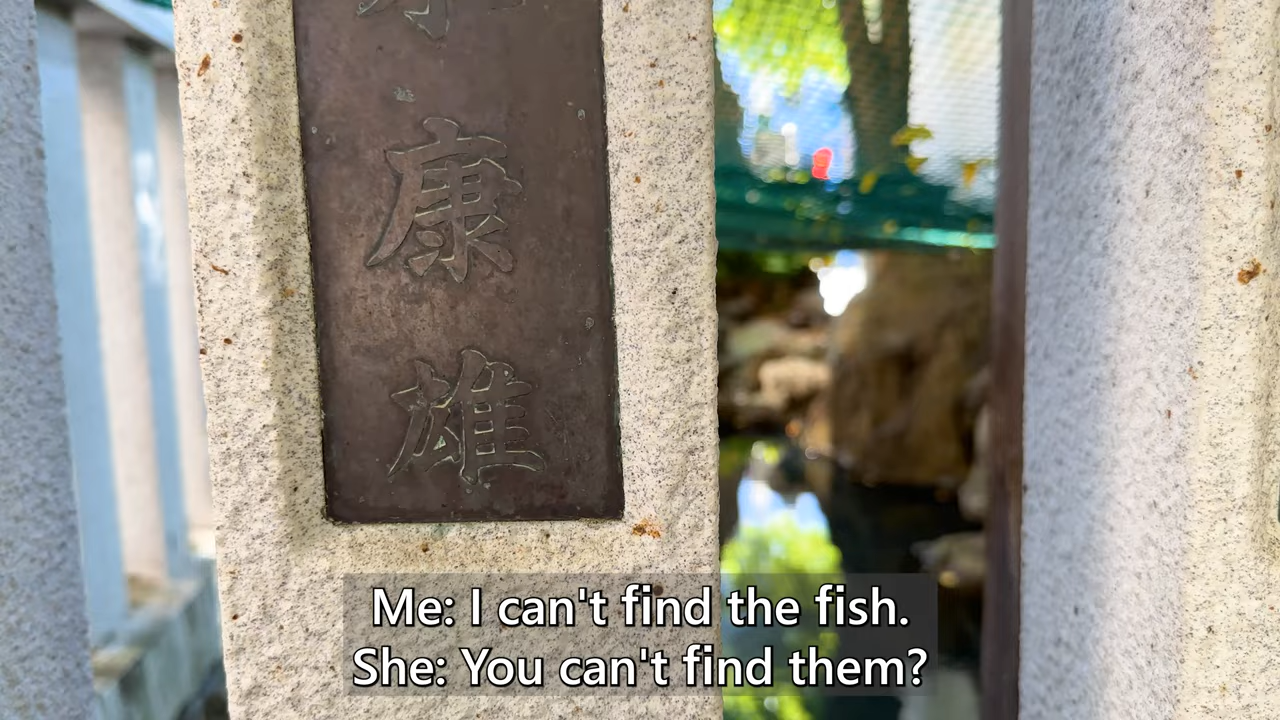 康
雄
Me: I can't find the fish.
She: You can't find them?